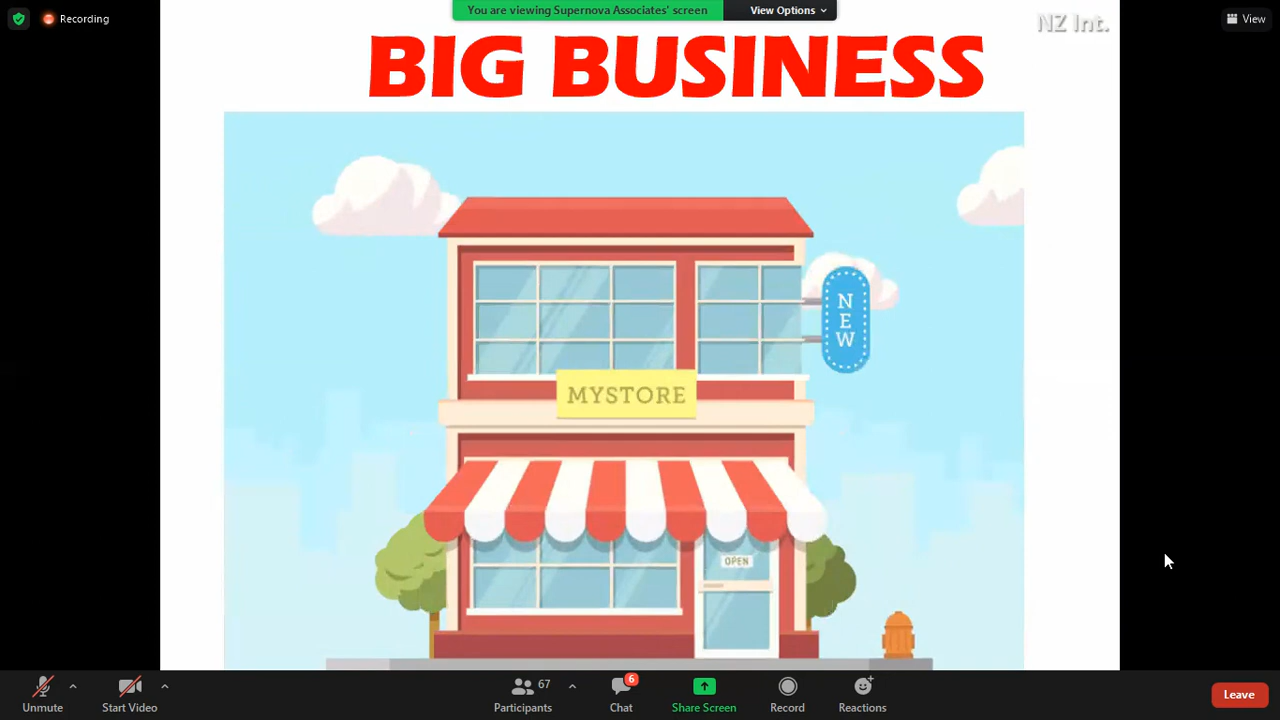 You are viewing Supernova Associates' screen
View Options
Recording
NZ Int.
View
BIG BUSINESS
NEW
MYSTORE
OPEN
Unmute
Start Video
67
Participants
6
Chat
Share Screen
Record
Reactions
Leave